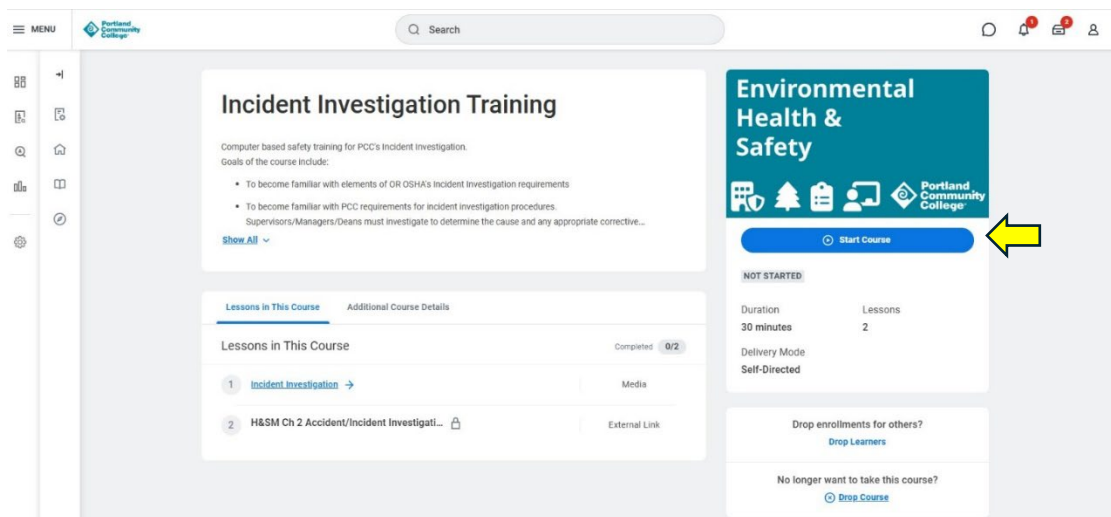 MENU
Portland
Community
College
Search
1
2
Incident Investigation Training
Computer based safety training for PCC's Incident Investigation.
Goals of the course include:
• To become familiar with elements of OR OSHA's Incident Investigation requirements
• To become familiar with PCC requirements for incident investigation procedures.
Supervisors/Managers/Deans must investigate to determine the cause and any appropriate corrective...
Show All
Lessons in This Course Additional Course Details
Lessons in This Course Completed 0/2
1 Incident Investigation → Media
2 H&SM Ch 2 Accident/Incident Investigati... External Link
Environmental
Health &
Safety
Portland
Community
College
Start Course
NOT STARTED
Duration Lessons
30 minutes 2
Delivery Mode
Self-Directed
Drop enrollments for others?
Drop Learners
No longer want to take this course?
Drop Course